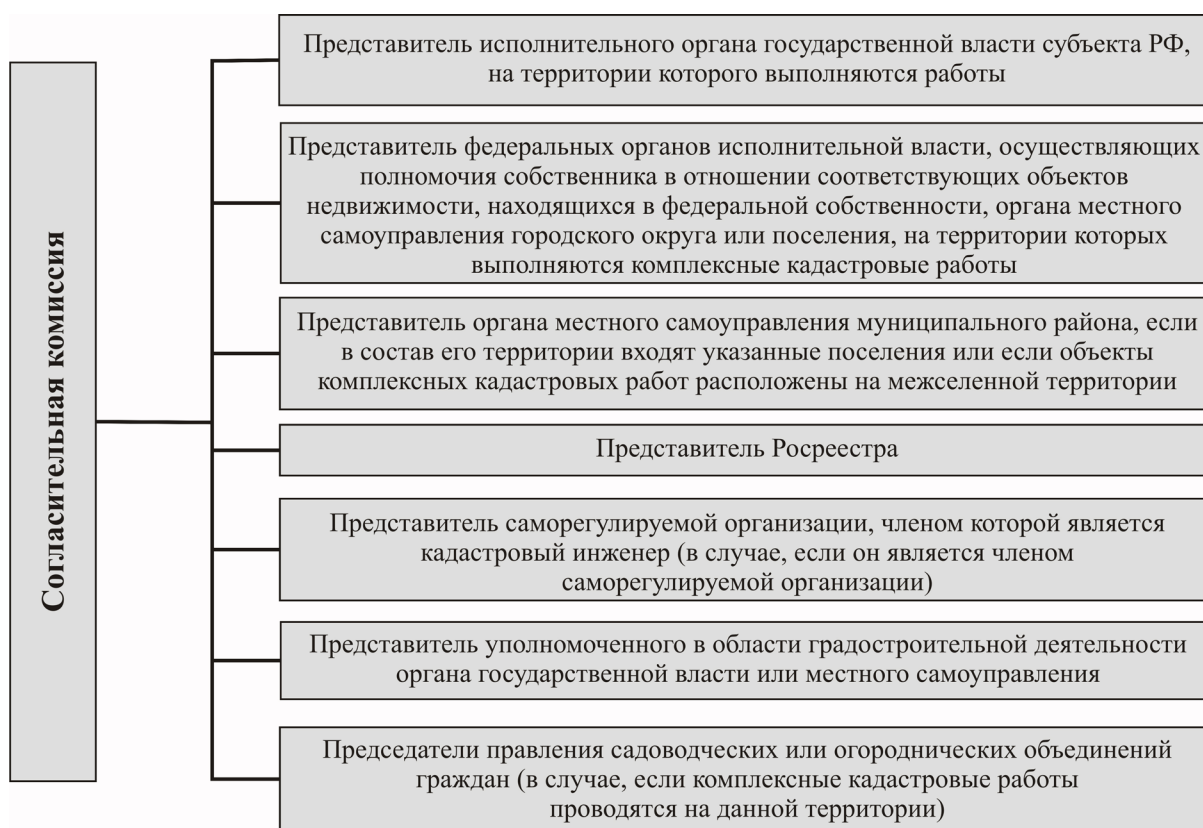 Согласительная комиссия
Представитель исполнительного органа государственной власти субъекта РФ,
на территории которого выполняются работы
Представитель федеральных органов исполнительной власти, осуществляющих
полномочия собственника в отношении соответствующих объектов
недвижимости, находящихся в федеральной собственности, органа местного
самоуправления городского округа или поселения, на территории которых
выполняются комплексные кадастровые работы
Представитель органа местного самоуправления муниципального района, если
в состав его территории входят указанные поселения или если объекты
комплексных кадастровых работ расположены на межселенной территории
Представитель Росреестра
Представитель саморегулируемой организации, членом которой является
кадастровый инженер (в случае, если он является членом
саморегулируемой организации)
Представитель уполномоченного в области градостроительной деятельности
органа государственной власти или местного самоуправления
Председатели правления садоводческих или огороднических объединений
граждан (в случае, если комплексные кадастровые работы
проводятся на данной территории)